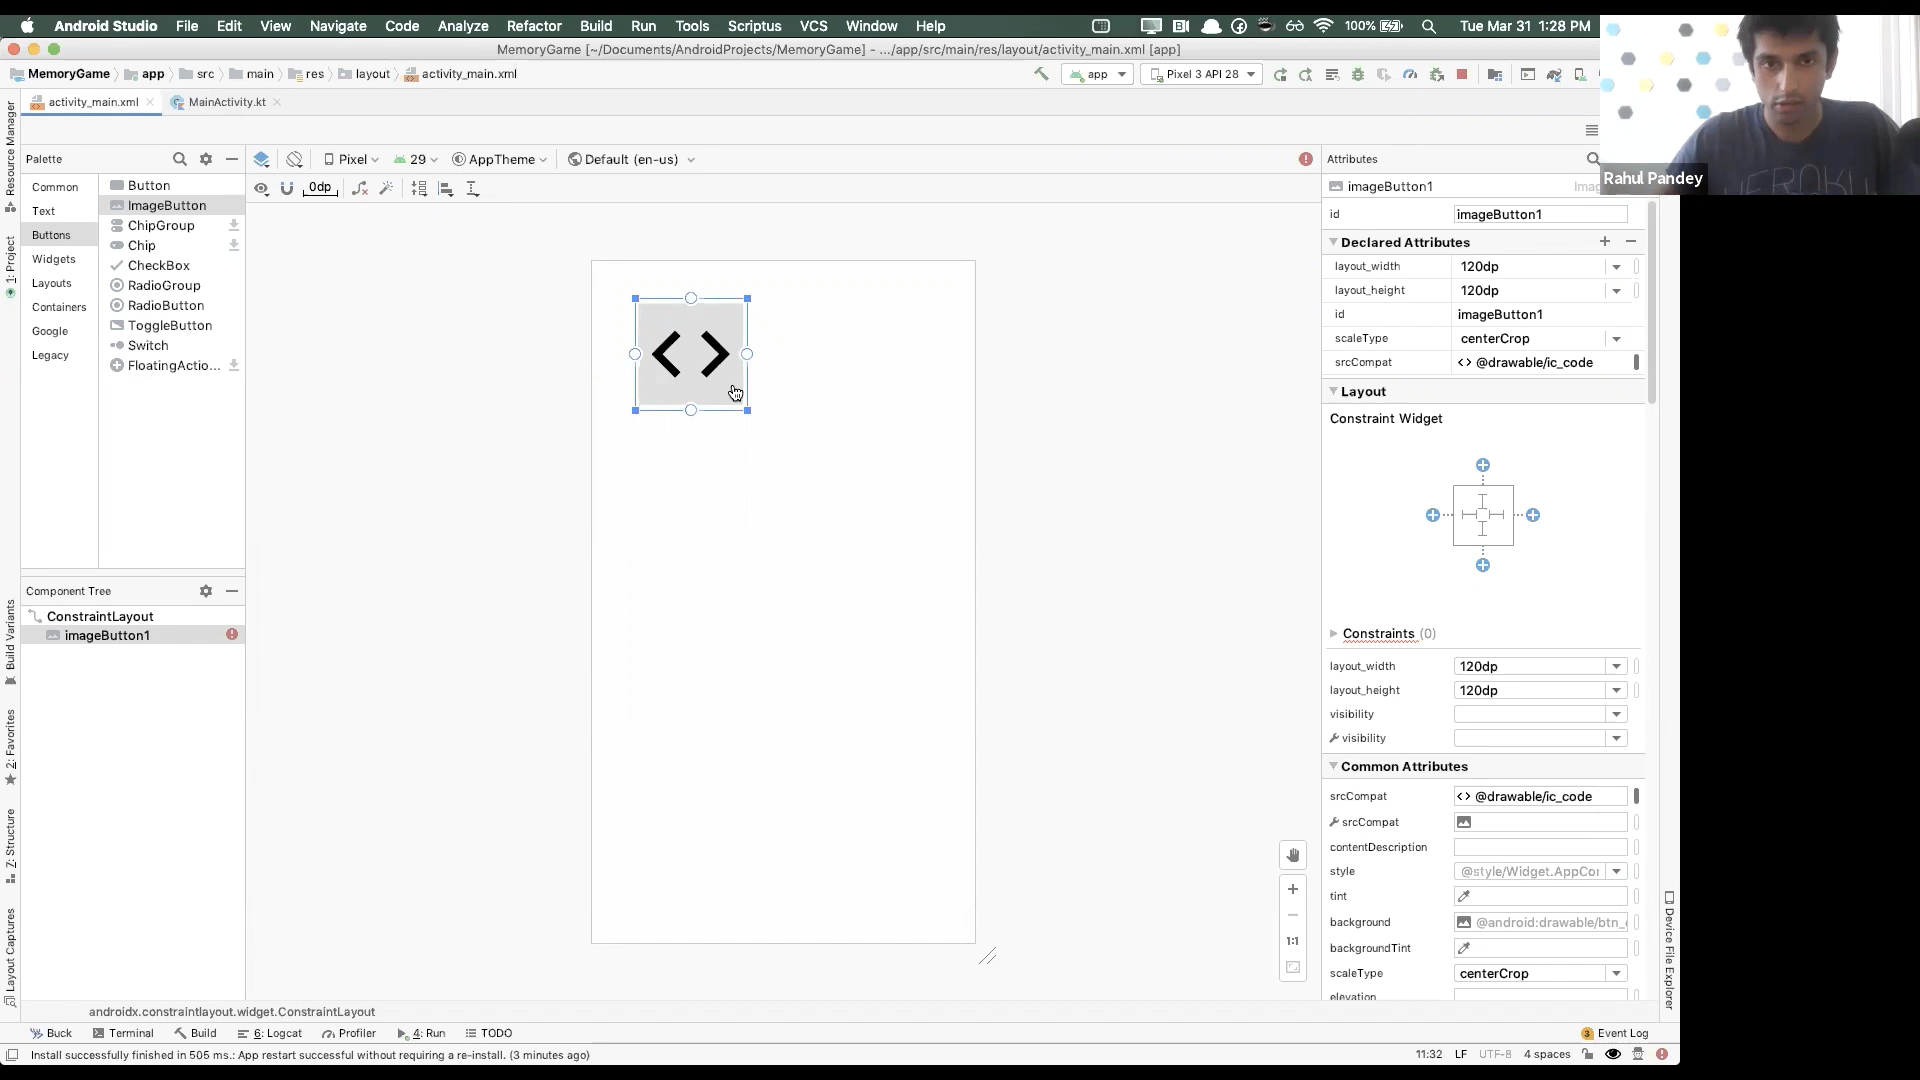 Android Studio File Edit View Navigate Code Analyze Refactor Build Run Tools Scriptus VCS Window Help 100% Tue Mar 31 1:28 PM
MemoryGame [~/Documents/AndroidProjects/MemoryGame] - .../app/src/main/res/layout/activity_main.xml [app]
MemoryGame app src main res layout activity_main.xml app Pixel 3 API 28
activity_main.xml MainActivity.kt
Resource Manager
1: Project
Build Variants
2: Favorites
Z: Structure
Layout Captures
Palette
Common
Text
Buttons
Widgets
Layouts
Containers
Google
Legacy
Button
ImageButton
ChipGroup
Chip
CheckBox
RadioGroup
RadioButton
ToggleButton
Switch
FloatingActio...
Pixel 29 AppTheme Default (en-us)
0dp
Component Tree
ConstraintLayout
imageButton1
1:1
Attributes
imageButton1
id imageButton1
Declared Attributes
layout_width 120dp
layout_height 120dp
id imageButton1
scaleType centerCrop
srcCompat @drawable/ic_code
Layout
Constraint Widget
Constraints (0)
layout_width 120dp
layout_height 120dp
visibility
visibility
Common Attributes
srcCompat @drawable/ic_code
srcCompat
contentDescription
style @style/Widget.AppCor
tint
background @android:drawable/btn_
backgroundTint
scaleType centerCrop
elevation
Rahul Pandey
Device File Explorer
androidx.constraintlayout.widget.ConstraintLayout
Buck Terminal Build 6: Logcat Profiler 4: Run TODO 3 Event Log
Install successfully finished in 505 ms.: App restart successful without requiring a re-install. (3 minutes ago) 11:32 LF UTF-8 4 spaces